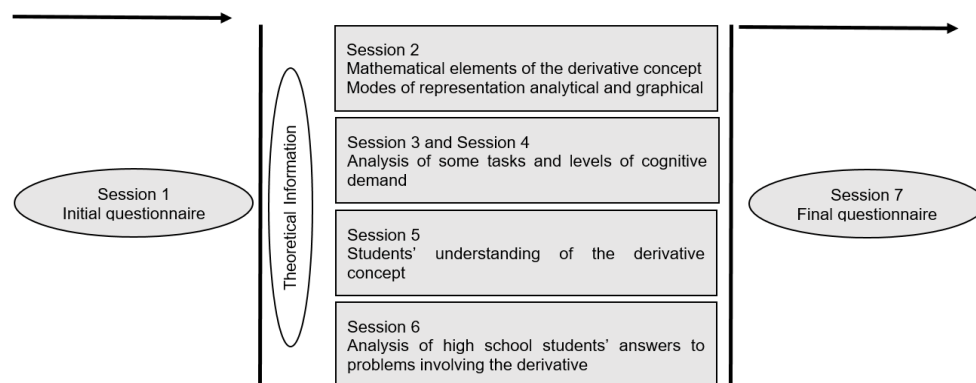 Session 1
Initial questionnaire
Theoretical Information
Session 2
Mathematical elements of the derivative concept
Modes of representation analytical and graphical
Session 3 and Session 4
Analysis of some tasks and levels of cognitive
demand
Session 5
Students’ understanding of the derivative
concept
Session 6
Analysis of high school students’ answers to
problems involving the derivative
Session 7
Final questionnaire